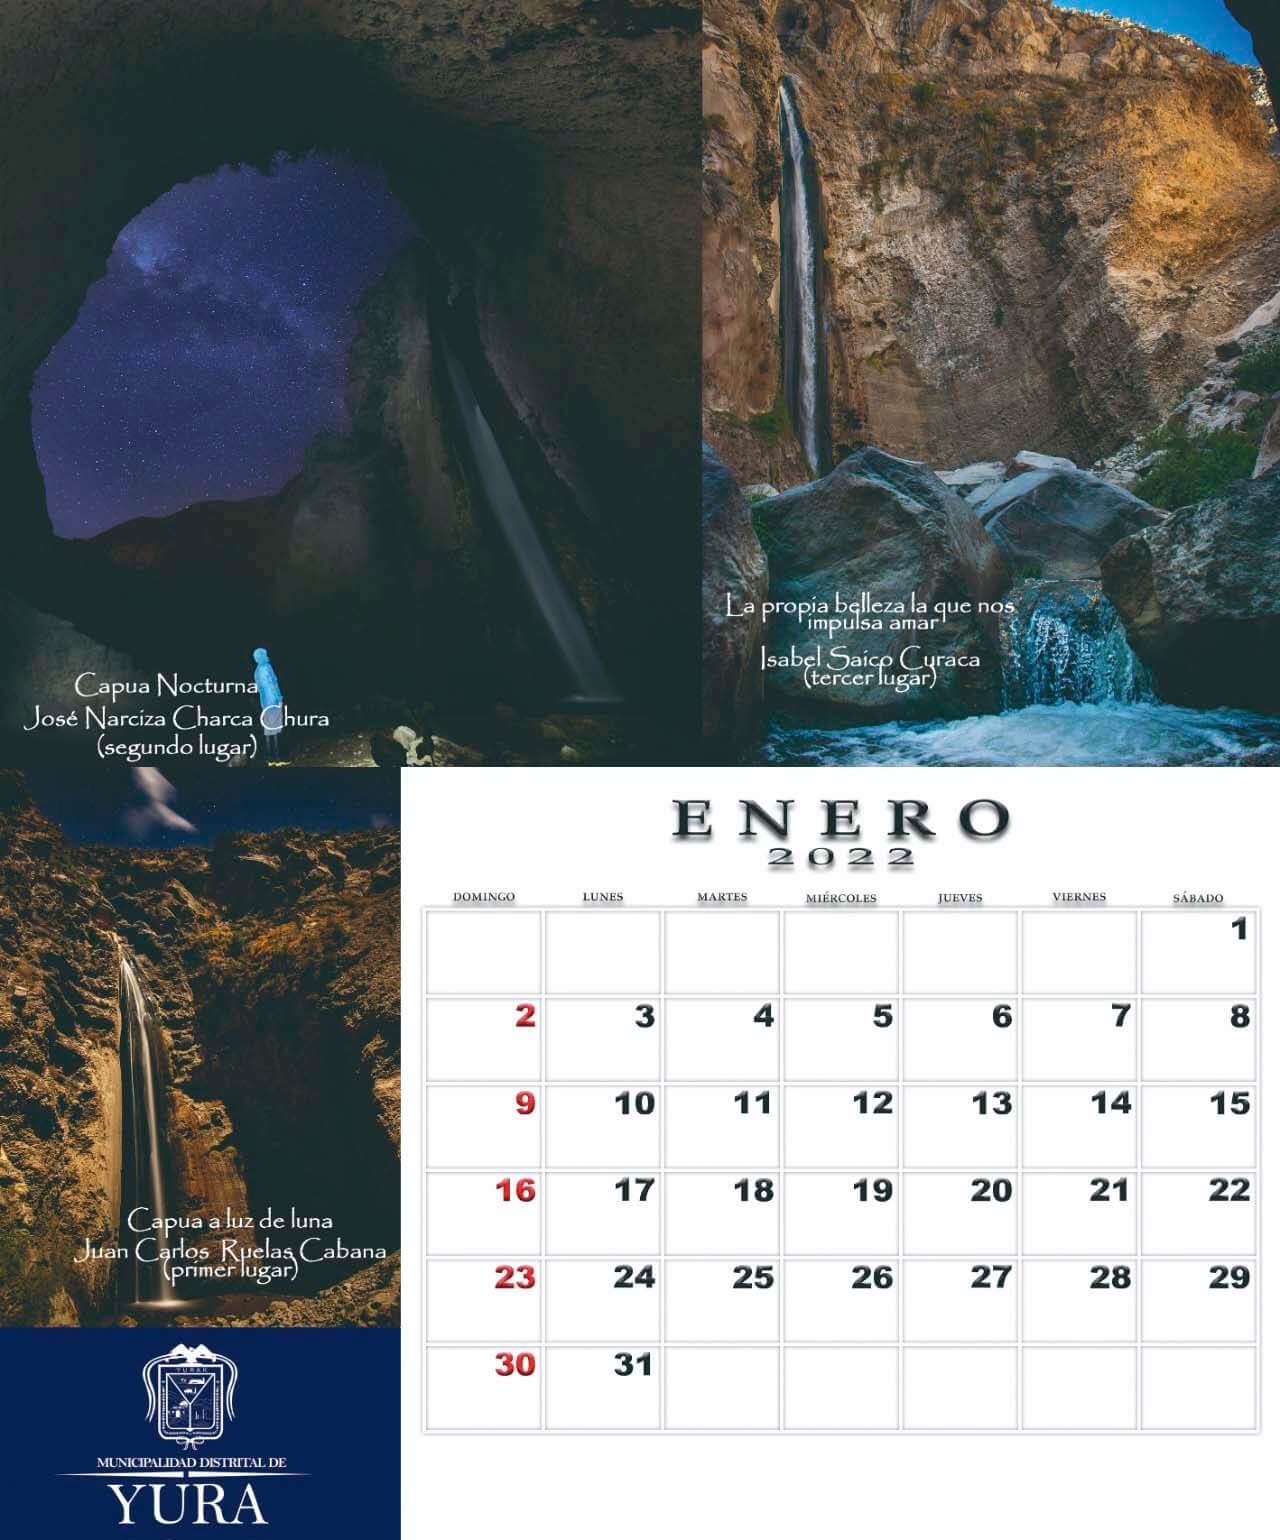 La propia belleza la que nos
impulsa amar
Isabel Saico Curaca
(tercer lugar)
Capua Nocturna
José Narciza Charca Chura
(segundo lugar)
ENERO
2022
DOMINGO LUNES MARTES MIÉRCOLES JUEVES VIERNES SÁBADO
1
2 3 4 5 6 7 8
9 10 11 12 13 14 15
16 17 18 19 20 21 22
23 24 25 26 27 28 29
30 31
Capua a luz de luna
Juan Carlos Ruelas Cabana
(primer lugar)
MUNICIPALIDAD DISTRITAL DE
YURA